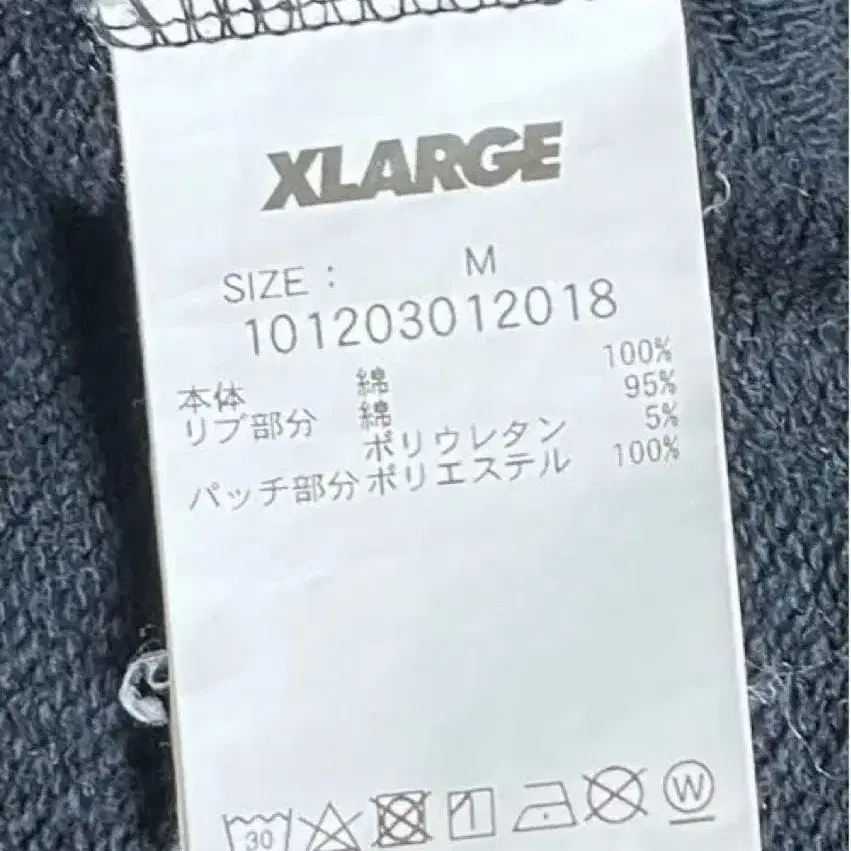 XLARGE
SIZE : M
101203012018
本体 綿 100%
リブ部分 綿 95%
ポリウレタン 5%
パッチ部分 ポリエステル 100%
30 W